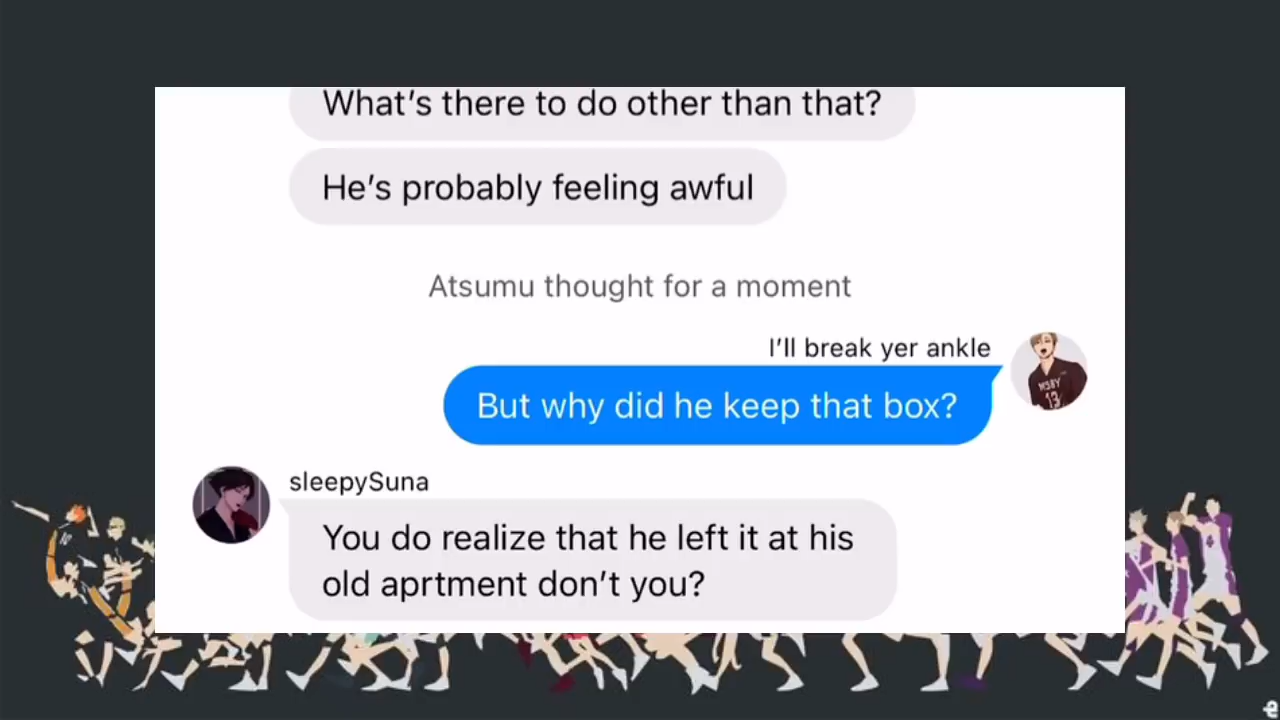 What's there to do other than that?
He's probably feeling awful
Atsumu thought for a moment
I'll break yer ankle
But why did he keep that box?
MSBY
13
sleepySuna
You do realize that he left it at his
old aprtment don't you?